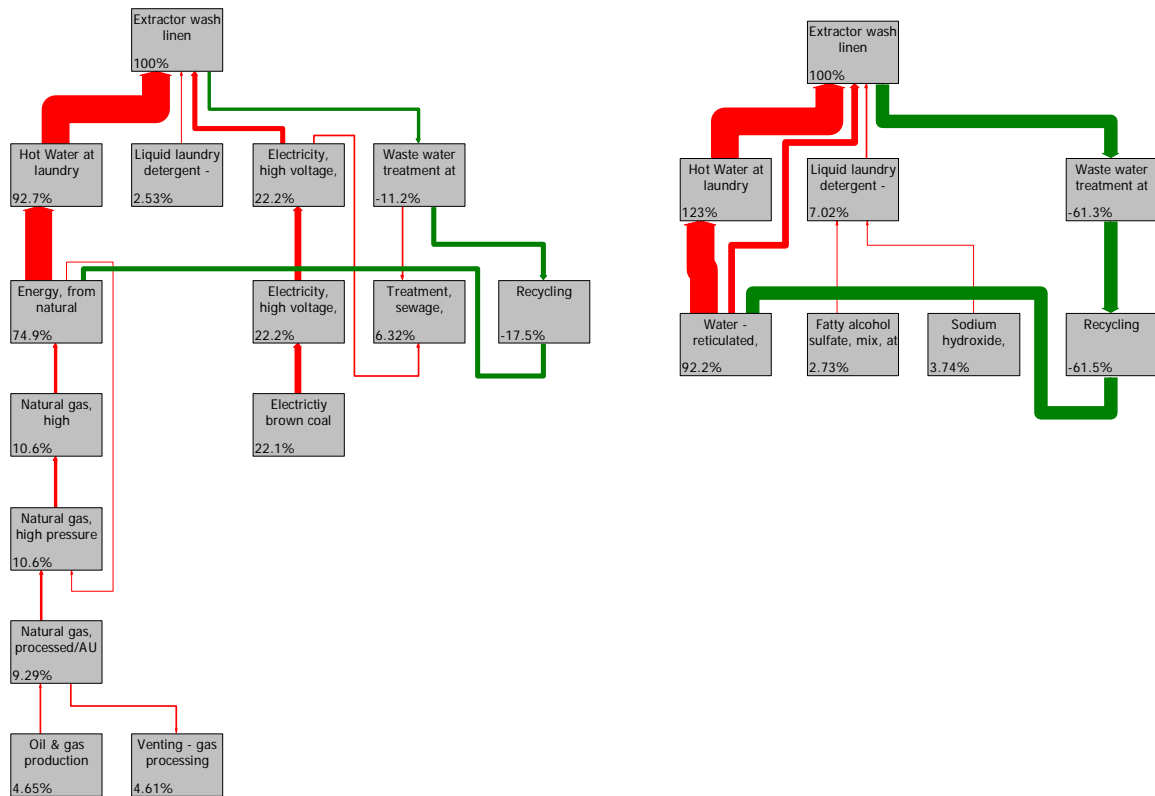 Extractor wash
linen
100%
Hot Water at
laundry
92.7%
Liquid laundry
detergent -
2.53%
Electricity,
high voltage,
22.2%
Waste water
treatment at
-11.2%
Energy, from
natural
74.9%
Electricity,
high voltage,
22.2%
Treatment,
sewage,
6.32%
Recycling
-17.5%
Natural gas,
high
10.6%
Electrictiy
brown coal
22.1%
Natural gas,
high pressure
10.6%
Natural gas,
processed/AU
9.29%
Oil & gas
production
4.65%
Venting - gas
processing
4.61%
Extractor wash
linen
100%
Hot Water at
laundry
123%
Liquid laundry
detergent -
7.02%
Waste water
treatment at
-61.3%
Water -
reticulated,
92.2%
Fatty alcohol
sulfate, mix, at
2.73%
Sodium
hydroxide,
3.74%
Recycling
-61.5%